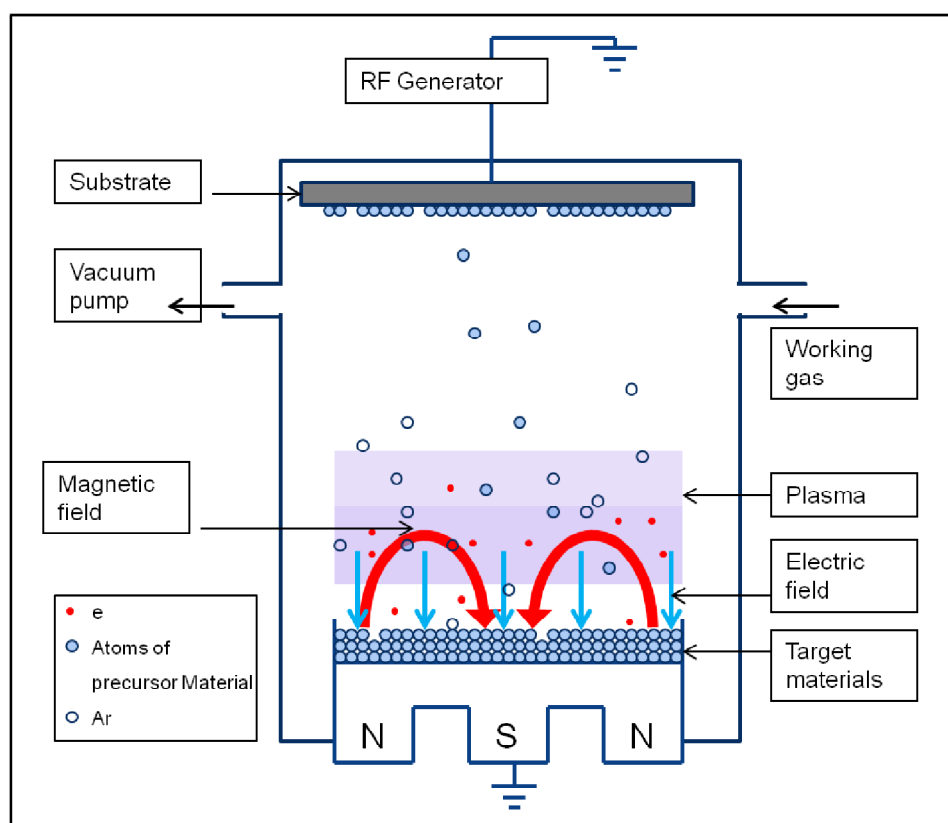 RF Generator
Substrate
Vacuum
pump
Working
gas
Magnetic
field
Plasma
Electric
field
e
Atoms of
precursor Material
Ar
Target
materials
N
S
N